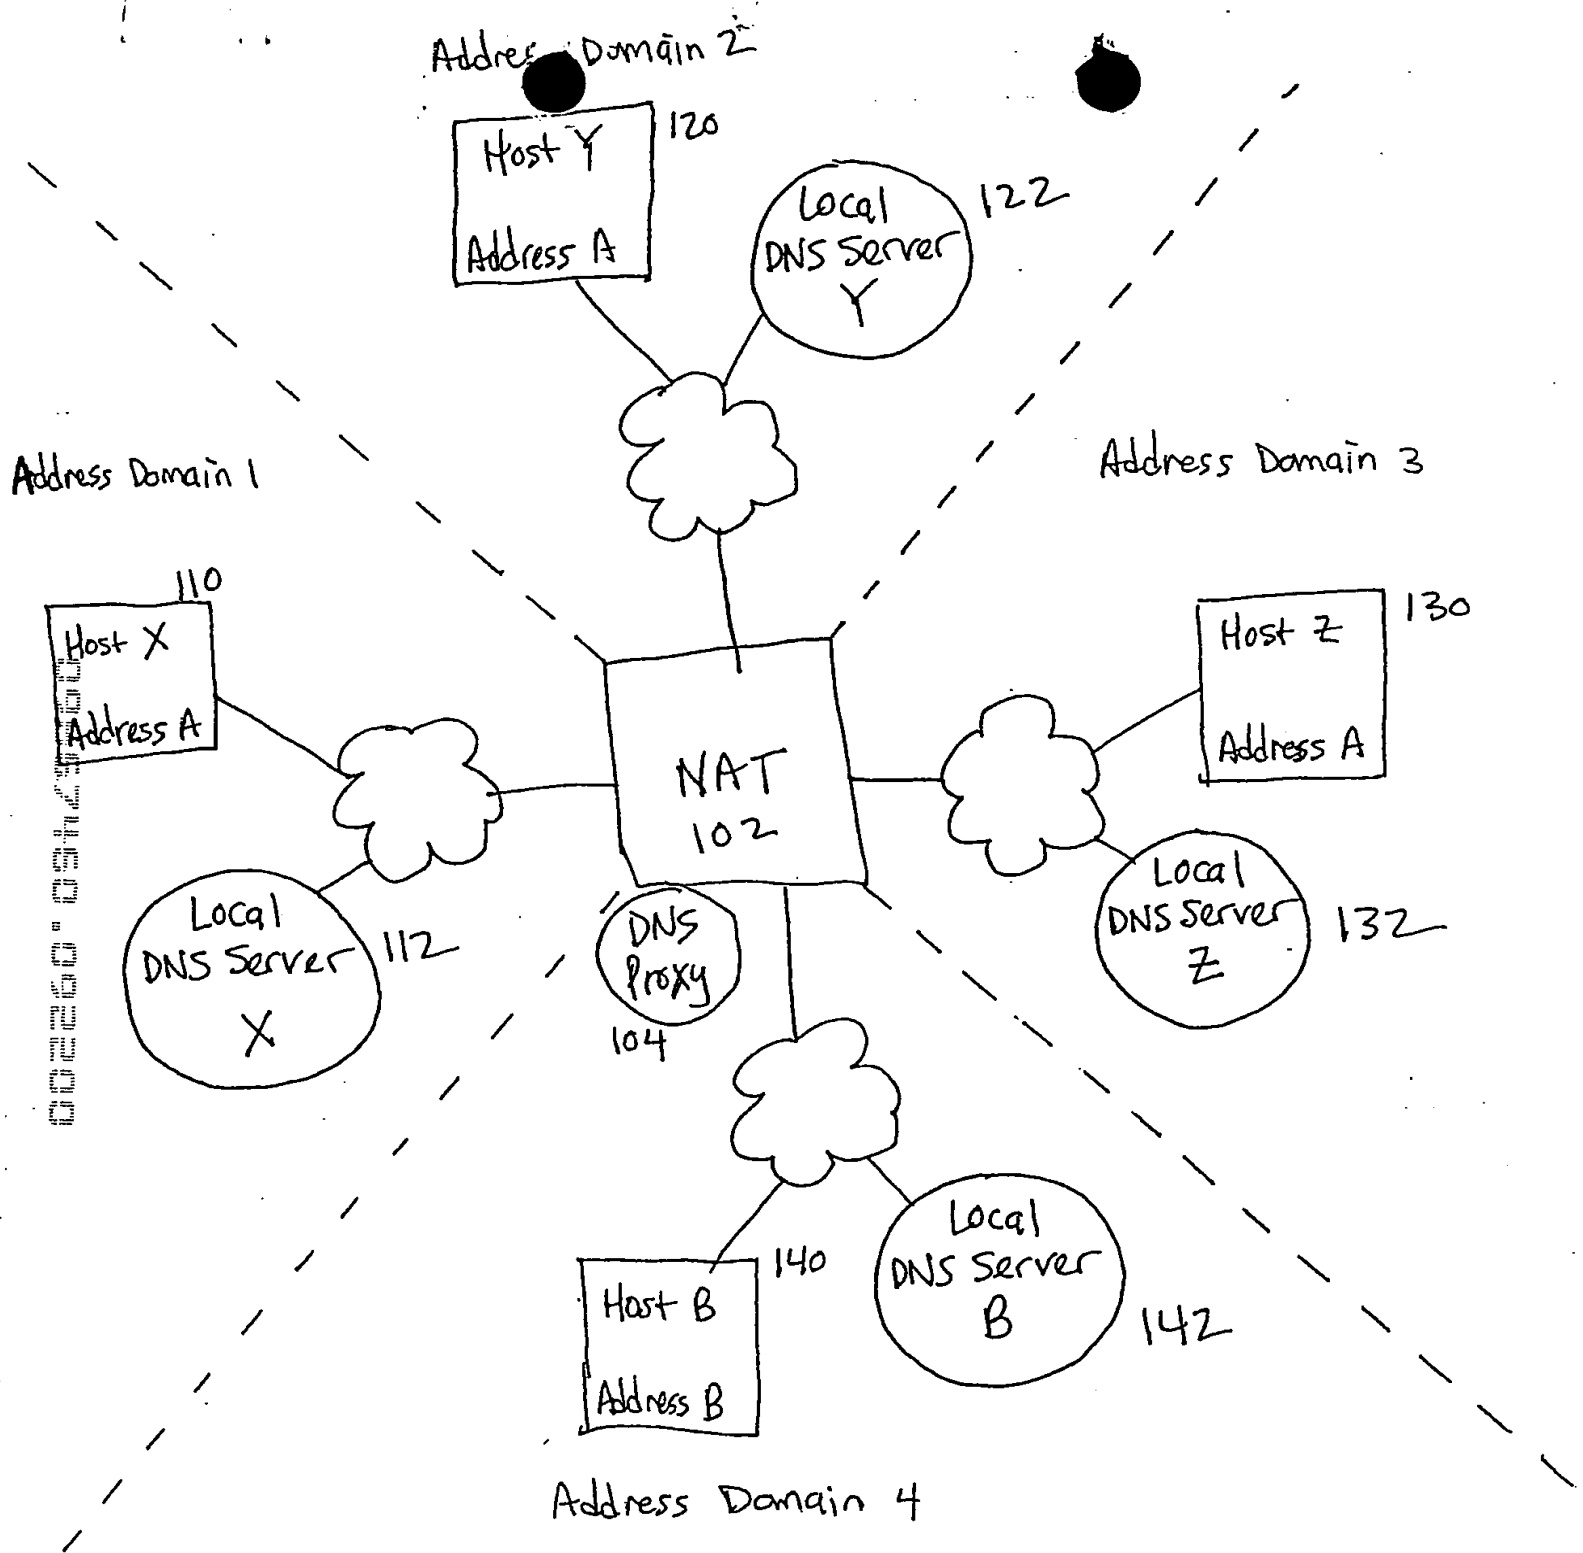 Address Domain 2
Host Y
Address A
120
Local
DNS Server
Y
122
Address Domain 1
Address Domain 3
110
Host X
Address A
Local
DNS Server
X
112
NAT
102
DNS
Proxy
104
Host Z
Address A
130
Local
DNS Server
Z
132
Host B
Address B
140
Local
DNS Server
B
142
Address Domain 4